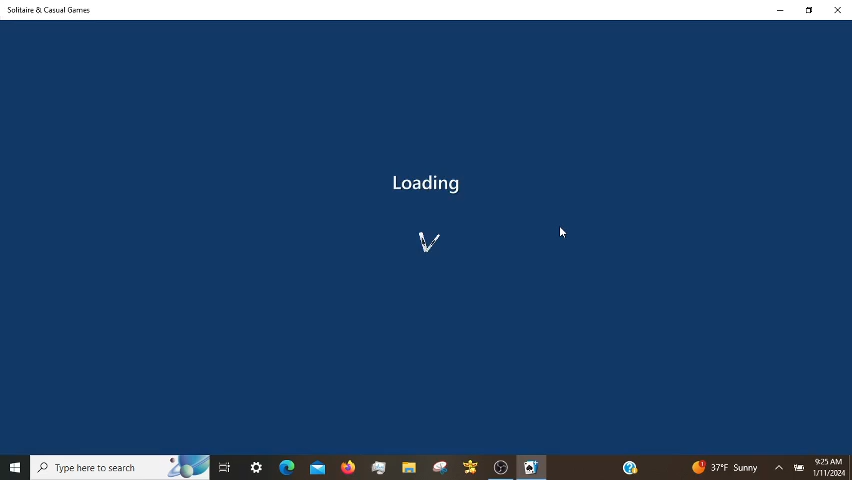 Solitaire & Casual Games
Loading
Type here to search
37°F Sunny
9:25 AM
1/11/2024